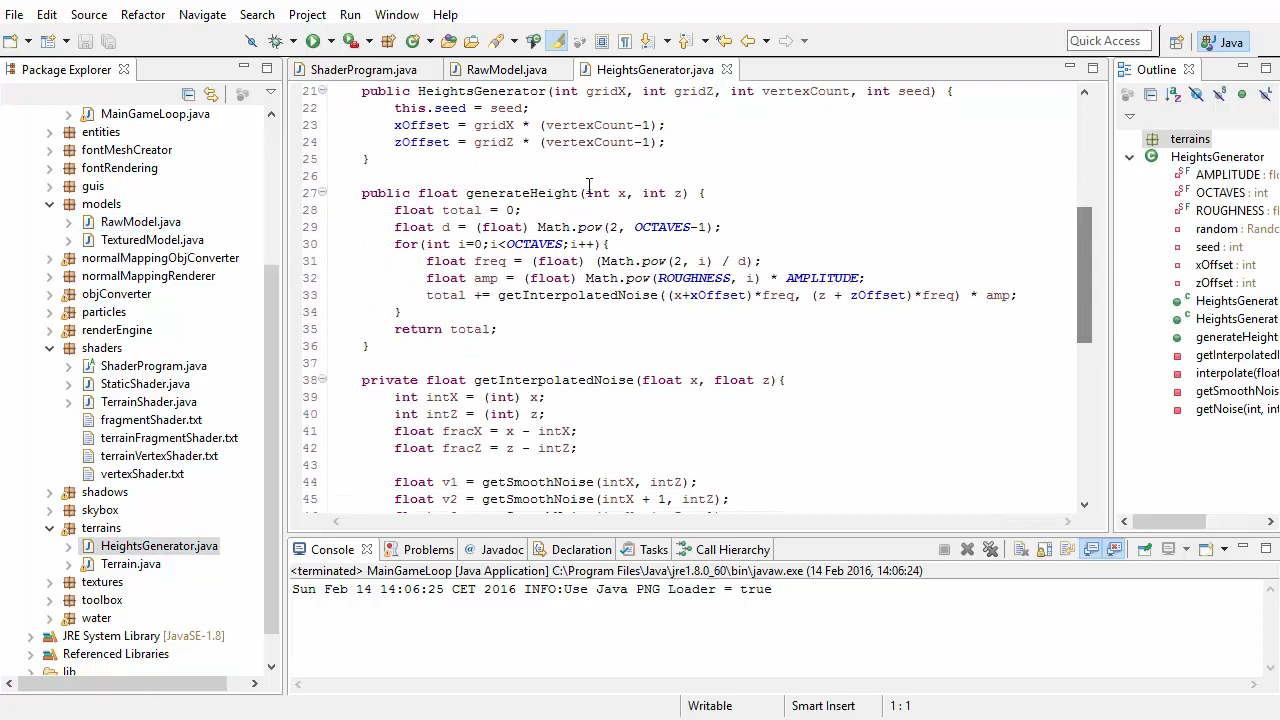 File Edit Source Refactor Navigate Search Project Run Window Help
Quick Access
Java
Package Explorer
MainGameLoop.java
entities
fontMeshCreator
fontRendering
guis
models
RawModel.java
TexturedModel.java
normalMappingObjConverter
normalMappingRenderer
objConverter
particles
renderEngine
shaders
ShaderProgram.java
StaticShader.java
TerrainShader.java
fragmentShader.txt
terrainFragmentShader.txt
terrainVertexShader.txt
vertexShader.txt
shadows
skybox
terrains
HeightsGenerator.java
Terrain.java
textures
toolbox
water
JRE System Library [JavaSE-1.8]
Referenced Libraries
lib
ShaderProgram.java RawModel.java HeightsGenerator.java
21 public HeightsGenerator(int gridX, int gridZ, int vertexCount, int seed) {
22 this.seed = seed;
23 xOffset = gridX * (vertexCount-1);
24 zOffset = gridZ * (vertexCount-1);
25 }
26
27 public float generateHeight(int x, int z) {
28 float total = 0;
29 float d = (float) Math.pow(2, OCTAVES-1);
30 for(int i=0;i<OCTAVES;i++){
31 float freq = (float) (Math.pow(2, i) / d);
32 float amp = (float) Math.pow(ROUGHNESS, i) * AMPLITUDE;
33 total += getInterpolatedNoise((x+xOffset)*freq, (z + zOffset)*freq) * amp;
34 }
35 return total;
36 }
37
38 private float getInterpolatedNoise(float x, float z){
39 int intX = (int) x;
40 int intZ = (int) z;
41 float fracX = x - intX;
42 float fracZ = z - intZ;
43
44 float v1 = getSmoothNoise(intX, intZ);
45 float v2 = getSmoothNoise(intX + 1, intZ);
Outline
terrains
HeightsGenerator
AMPLITUDE :
OCTAVES : int
ROUGHNESS :
random : Rando
seed : int
xOffset : int
zOffset : int
HeightsGenerat
HeightsGenerat
generateHeight
getInterpolatedI
interpolate(float
getSmoothNois
getNoise(int, int
Console Problems Javadoc Declaration Tasks Call Hierarchy
<terminated> MainGameLoop [Java Application] C:\Program Files\Java\jre1.8.0_60\bin\javaw.exe (14 Feb 2016, 14:06:24)
Sun Feb 14 14:06:25 CET 2016 INFO:Use Java PNG Loader = true
Writable Smart Insert 1 : 1